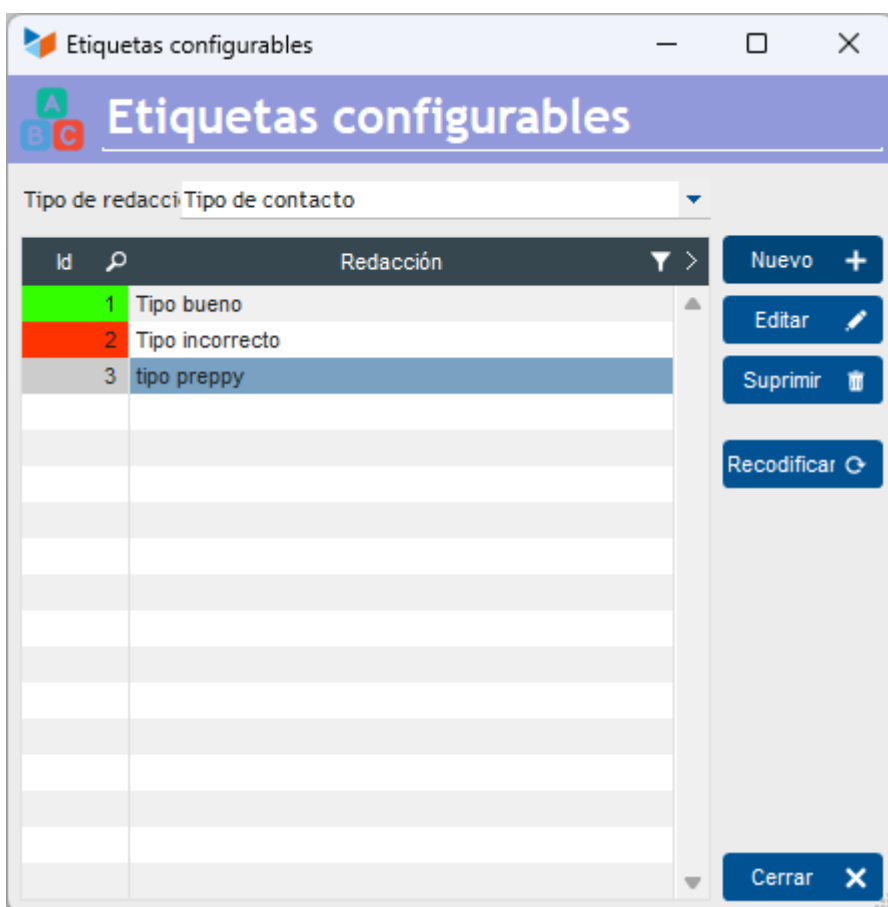 Etiquetas configurables
A
B C
Etiquetas configurables
Tipo de redacci Tipo de contacto
Id Redacción
Nuevo
1 Tipo bueno
Editar
2 Tipo incorrecto
3 tipo preppy
Suprimir
Recodificar
Cerrar